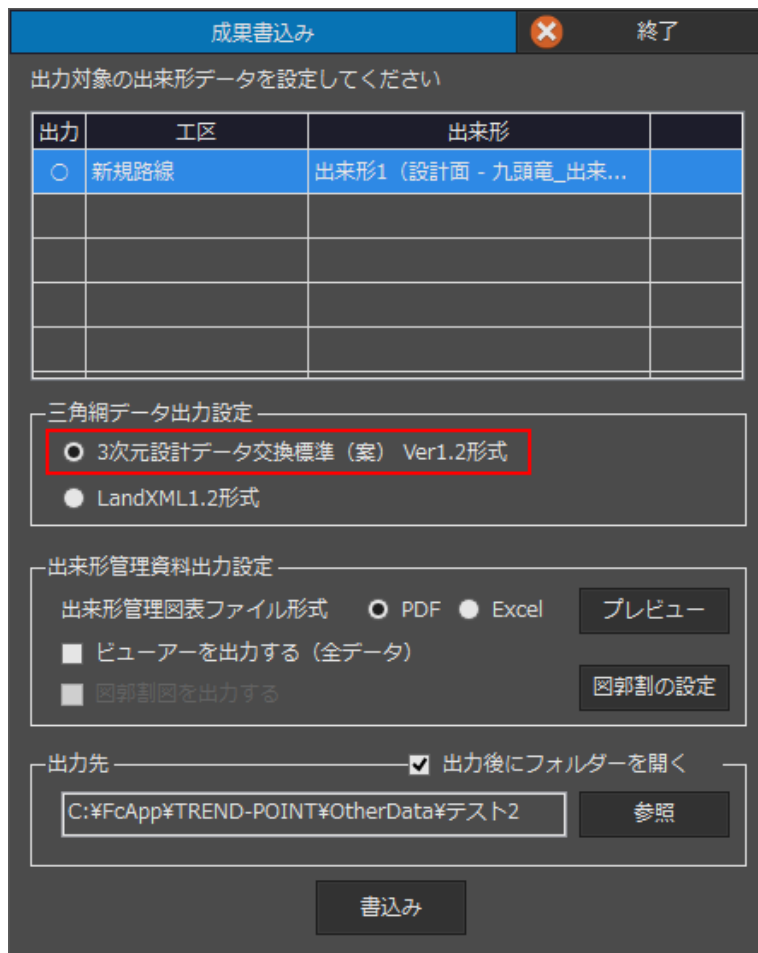 成果書込み 終了
出力対象の出来形データを設定してください
出力 工区 出来形
○ 新規路線 出来形1（設計面 - 九頭竜_出来...
三角網データ出力設定
3次元設計データ交換標準（案） Ver1.2形式
LandXML1.2形式
出来形管理資料出力設定
出来形管理図表ファイル形式 PDF Excel プレビュー
ビューアーを出力する（全データ）
図郭割図を出力する 図郭割の設定
出力先 出力後にフォルダーを開く
C:¥FcApp¥TREND-POINT¥OtherData¥テスト2 参照
書込み